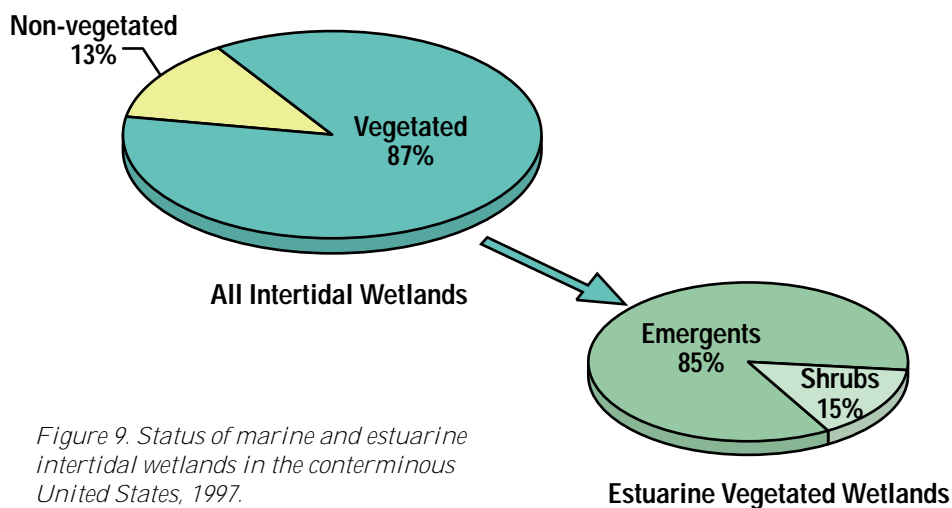 Non-vegetated
13%
Vegetated
87%
All Intertidal Wetlands
Emergents
85%
Shrubs
15%
Figure 9. Status of marine and estuarine
intertidal wetlands in the conterminous
United States, 1997.
Estuarine Vegetated Wetlands